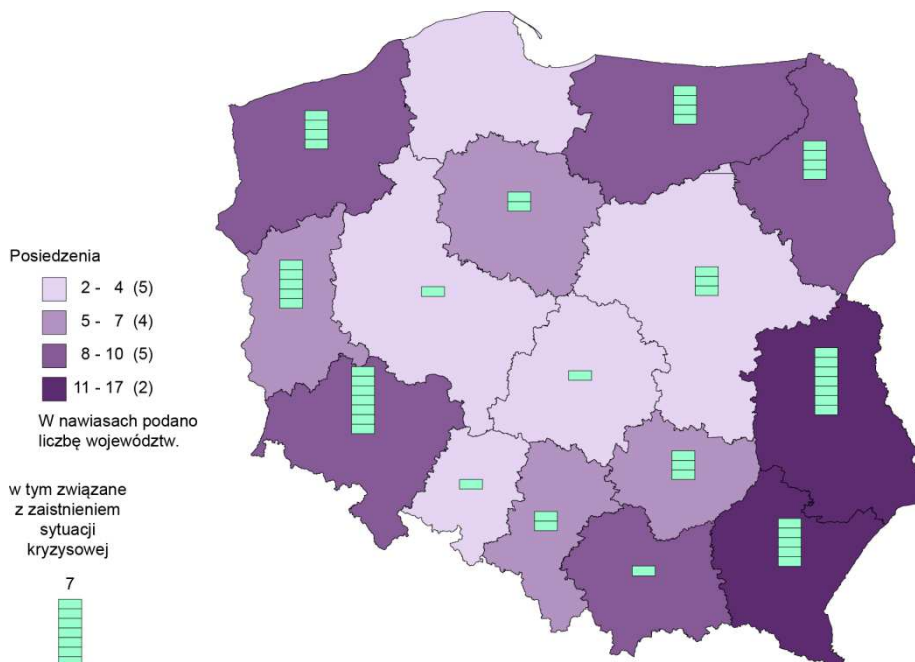 Posiedzenia
2 - 4 (5)
5 - 7 (4)
8 - 10 (5)
11 - 17 (2)
W nawiasach podano
liczbę województw.
w tym związane
z zaistnieniem
sytuacji
kryzysowej
7